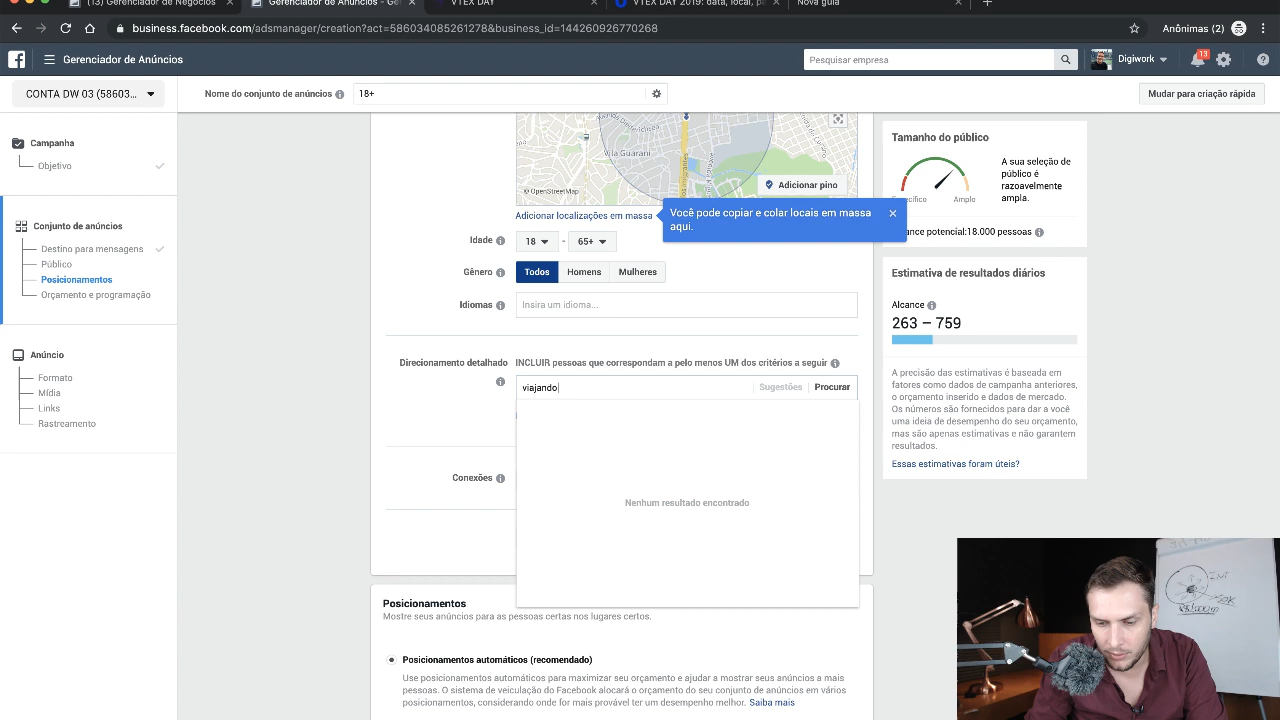 (13) Gerenciador de Negócios
Gerenciador de Anúncios - Ger
VTEX DAY
VTEX DAY 2019: data, local, p
Nova guia
business.facebook.com/adsmanager/creation?act=586034085261278&business_id=144260926770268
Anônimas (2)
Gerenciador de Anúncios
Pesquisar empresa
Digiwork
13
CONTA DW 03 (58603...
Nome do conjunto de anúncios
18+
Mudar para criação rápida
Campanha
Objetivo
Conjunto de anúncios
Destino para mensagens
Público
Posicionamentos
Orçamento e programação
Anúncio
Formato
Mídia
Links
Rastreamento
Vila Guarani
Adicionar pino
© OpenStreetMap
Adicionar localizações em massa
Você pode copiar e colar locais em massa
aqui.
Idade
18
-
65+
Gênero
Todos
Homens
Mulheres
Idiomas
Insira um idioma...
Direcionamento detalhado
INCLUIR pessoas que correspondam a pelo menos UM dos critérios a seguir
viajando
Sugestões
Procurar
Nenhum resultado encontrado
Conexões
Posicionamentos
Mostre seus anúncios para as pessoas certas nos lugares certos.
Posicionamentos automáticos (recomendado)
Use posicionamentos automáticos para maximizar seu orçamento e ajudar a mostrar seus anúncios a mais
pessoas. O sistema de veiculação do Facebook alocará o orçamento do seu conjunto de anúncios em vários
posicionamentos, considerando onde for mais provável ter um desempenho melhor. Saiba mais
Tamanho do público
A sua seleção de
público é
razoavelmente
ampla.
Amplo
potencial:18.000 pessoas
Estimativa de resultados diários
Alcance
263 – 759
A precisão das estimativas é baseada em
fatores como dados de campanha anteriores,
o orçamento inserido e dados de mercado.
Os números são fornecidos para dar a você
uma ideia de desempenho do seu orçamento,
mas são apenas estimativas e não garantem
resultados.
Essas estimativas foram úteis?